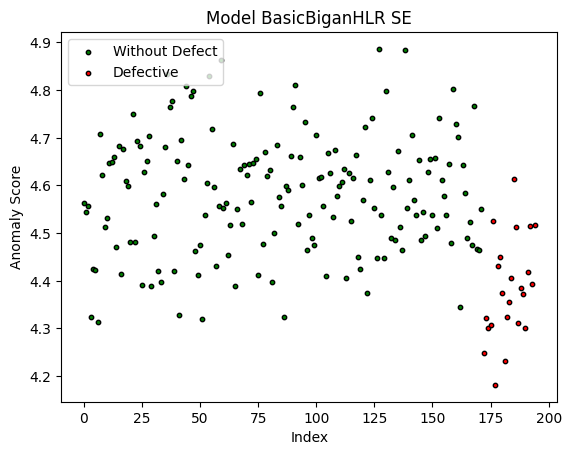 Model BasicBiganHLR SE
Without Defect
Defective
Anomaly Score
4.9
4.8
4.7
4.6
4.5
4.4
4.3
4.2
0 25 50 75 100 125 150 175 200
Index